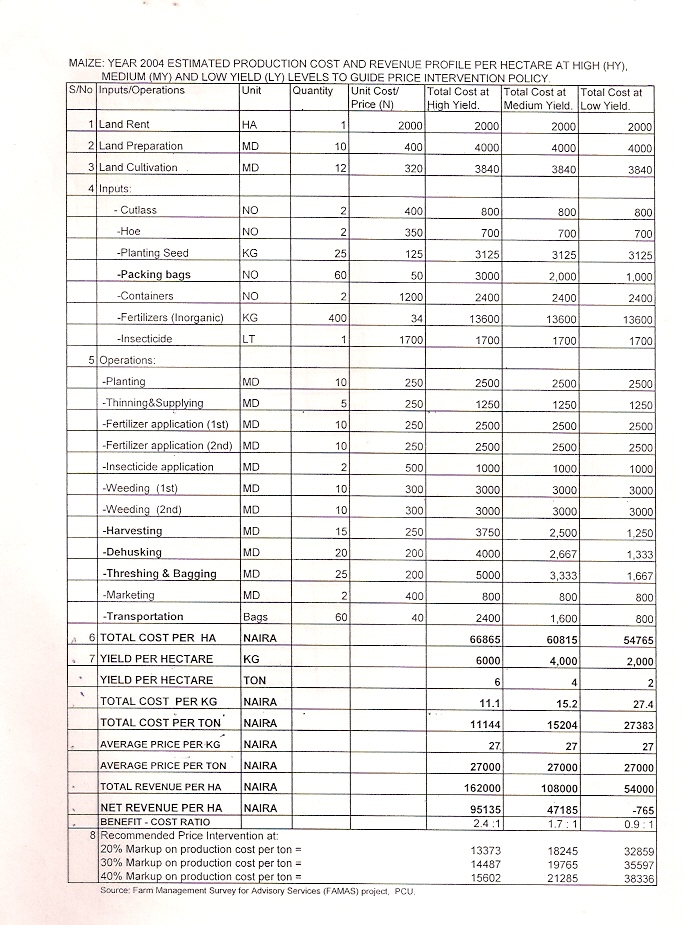 MAIZE: YEAR 2004 ESTIMATED PRODUCTION COST AND REVENUE PROFILE PER HECTARE AT HIGH (HY),
MEDIUM (MY) AND LOW YIELD (LY) LEVELS TO GUIDE PRICE INTERVENTION POLICY.
S/No Inputs/Operations Unit Quantity Unit Cost/ Total Cost at Total Cost at Total Cost at
Price (N) High Yield. Medium Yield. Low Yield.
1 Land Rent HA 1 2000 2000 2000 2000
2 Land Preparation MD 10 400 4000 4000 4000
3 Land Cultivation MD 12 320 3840 3840 3840
4 Inputs:
- Cutlass NO 2 400 800 800 800
-Hoe NO 2 350 700 700 700
-Planting Seed KG 25 125 3125 3125 3125
-Packing bags NO 60 50 3000 2,000 1,000
-Containers NO 2 1200 2400 2400 2400
-Fertilizers (Inorganic) KG 400 34 13600 13600 13600
-Insecticide LT 1 1700 1700 1700 1700
5 Operations:
-Planting MD 10 250 2500 2500 2500
-Thinning&Supplying MD 5 250 1250 1250 1250
-Fertilizer application (1st) MD 10 250 2500 2500 2500
-Fertilizer application (2nd) MD 10 250 2500 2500 2500
-Insecticide application MD 2 500 1000 1000 1000
-Weeding (1st) MD 10 300 3000 3000 3000
-Weeding (2nd) MD 10 300 3000 3000 3000
-Harvesting MD 15 250 3750 2,500 1,250
-Dehusking MD 20 200 4000 2,667 1,333
-Threshing & Bagging MD 25 200 5000 3,333 1,667
-Marketing MD 2 400 800 800 800
-Transportation Bags 60 40 2400 1,600 800
6 TOTAL COST PER HA NAIRA 66865 60815 54765
7 YIELD PER HECTARE KG 6000 4,000 2,000
YIELD PER HECTARE TON 6 4 2
TOTAL COST PER KG NAIRA 11.1 15.2 27.4
TOTAL COST PER TON NAIRA 11144 15204 27383
AVERAGE PRICE PER KG NAIRA 27 27 27
AVERAGE PRICE PER TON NAIRA 27000 27000 27000
TOTAL REVENUE PER HA NAIRA 162000 108000 54000
NET REVENUE PER HA NAIRA 95135 47185 -765
BENEFIT - COST RATIO 2.4 :1 1.7 : 1 0.9 : 1
8 Recommended Price Intervention at:
20% Markup on production cost per ton = 13373 18245 32859
30% Markup on production cost per ton = 14487 19765 35597
40% Markup on production cost per ton = 15602 21285 38336
Source: Farm Management Survey for Advisory Services (FAMAS) project, PCU.